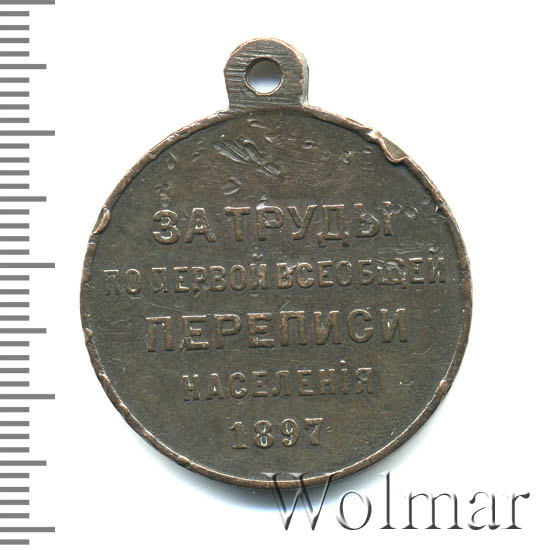 ЗА ТРУДЫ
ПО ПЕРВОЙ ВСЕОБЩЕЙ
ПЕРЕПИСИ
НАСЕЛЕНІЯ
1897
Wolmar